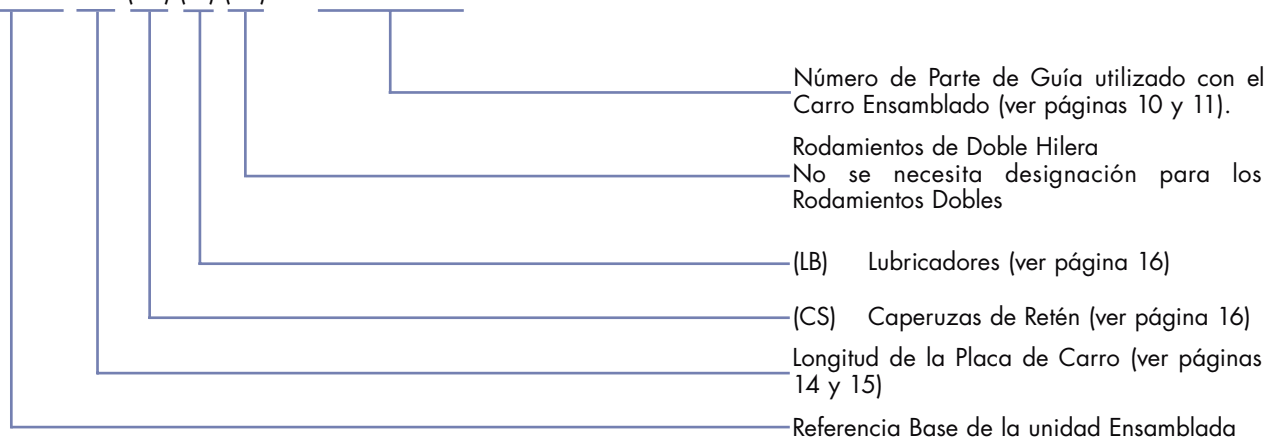 Número de Parte de Guía utilizado con el
Carro Ensamblado (ver páginas 10 y 11).
Rodamientos de Doble Hilera
No se necesita designación para los
Rodamientos Dobles
(LB) Lubricadores (ver página 16)
(CS) Caperuzas de Retén (ver página 16)
Longitud de la Placa de Carro (ver páginas
14 y 15)
Referencia Base de la unidad Ensamblada